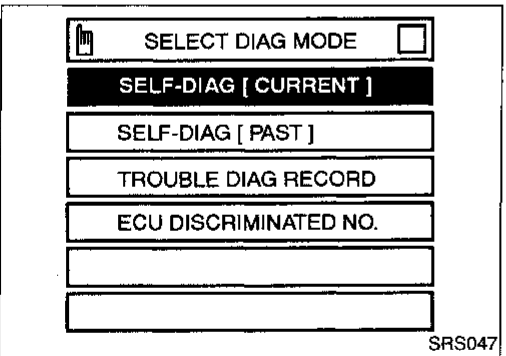 SELECT DIAG MODE
SELF-DIAG [ CURRENT ]
SELF-DIAG [ PAST ]
TROUBLE DIAG RECORD
ECU DISCRIMINATED NO.
SRS047